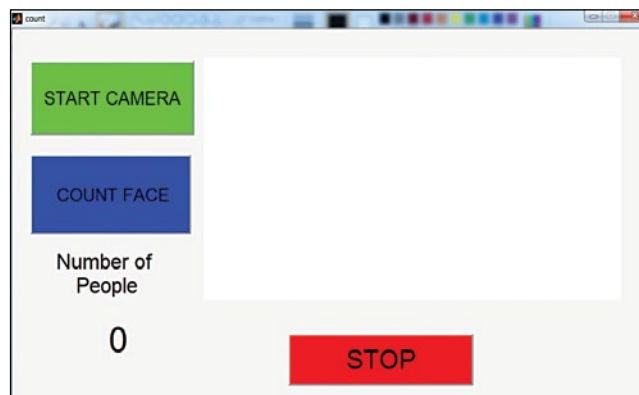 count
START CAMERA
COUNT FACE
Number of
People
0
STOP